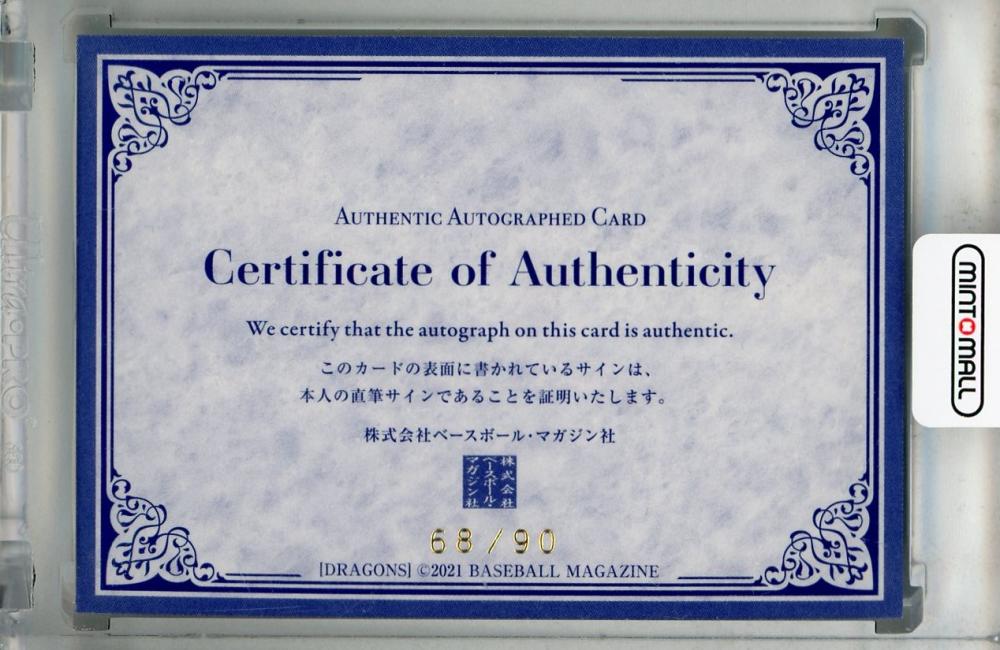 AUTHENTIC AUTOGRAPHED CARD
Certificate of Authenticity
We certify that the autograph on this card is authentic.
このカードの表面に書かれているサインは、
本人の直筆サインであることを証明いたします。
株式会社ベースボール・マガジン社
株式会社
ベースボール・
マガジン社
68/90
[DRAGONS] ©2021 BASEBALL MAGAZINE
MINTOMALL